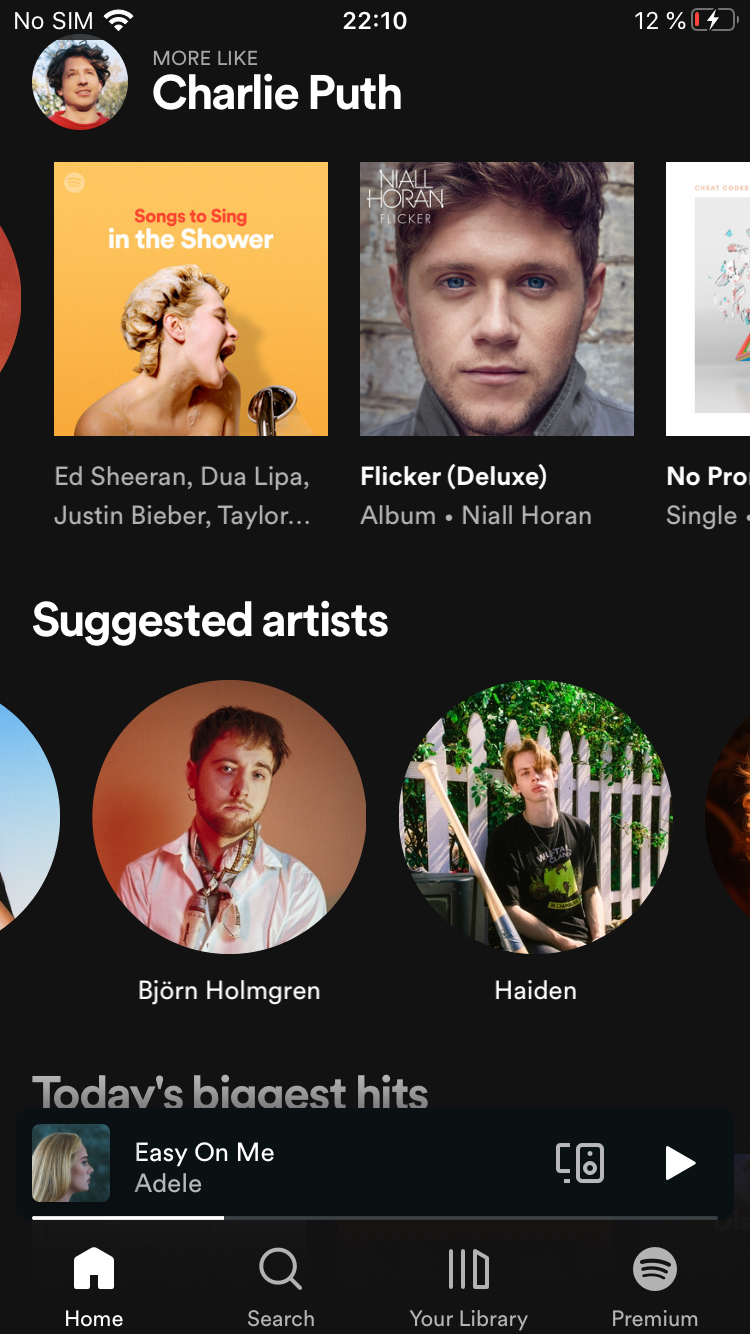 No SIM 22:10 12 %
MORE LIKE
Charlie Puth
Songs to Sing
in the Shower
NIALL
HORAN
FLICKER
CHEAT CODES
Ed Sheeran, Dua Lipa,
Justin Bieber, Taylor...
Flicker (Deluxe)
Album • Niall Horan
No Pro
Single •
Suggested artists
Björn Holmgren
Haiden
Today's biggest hits
Easy On Me
Adele
Home
Search
Your Library
Premium